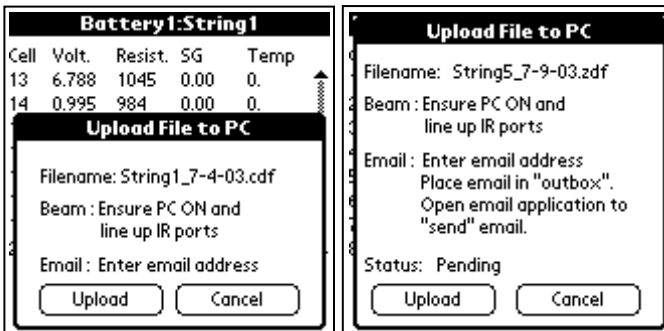 Battery1:String1
Cell Volt. Resist. SG Temp
13 6.788 1045 0.00 0.
14 0.995 984 0.00 0.
Upload File to PC
Filename: String1_7-4-03.cdf
Beam : Ensure PC ON and
line up IR ports
Email : Enter email address
Upload Cancel
Upload File to PC
Filename: String5_7-9-03.zdf
Beam : Ensure PC ON and
line up IR ports
Email : Enter email address
Place email in "outbox".
Open email application to
"send" email.
Status: Pending
Upload Cancel